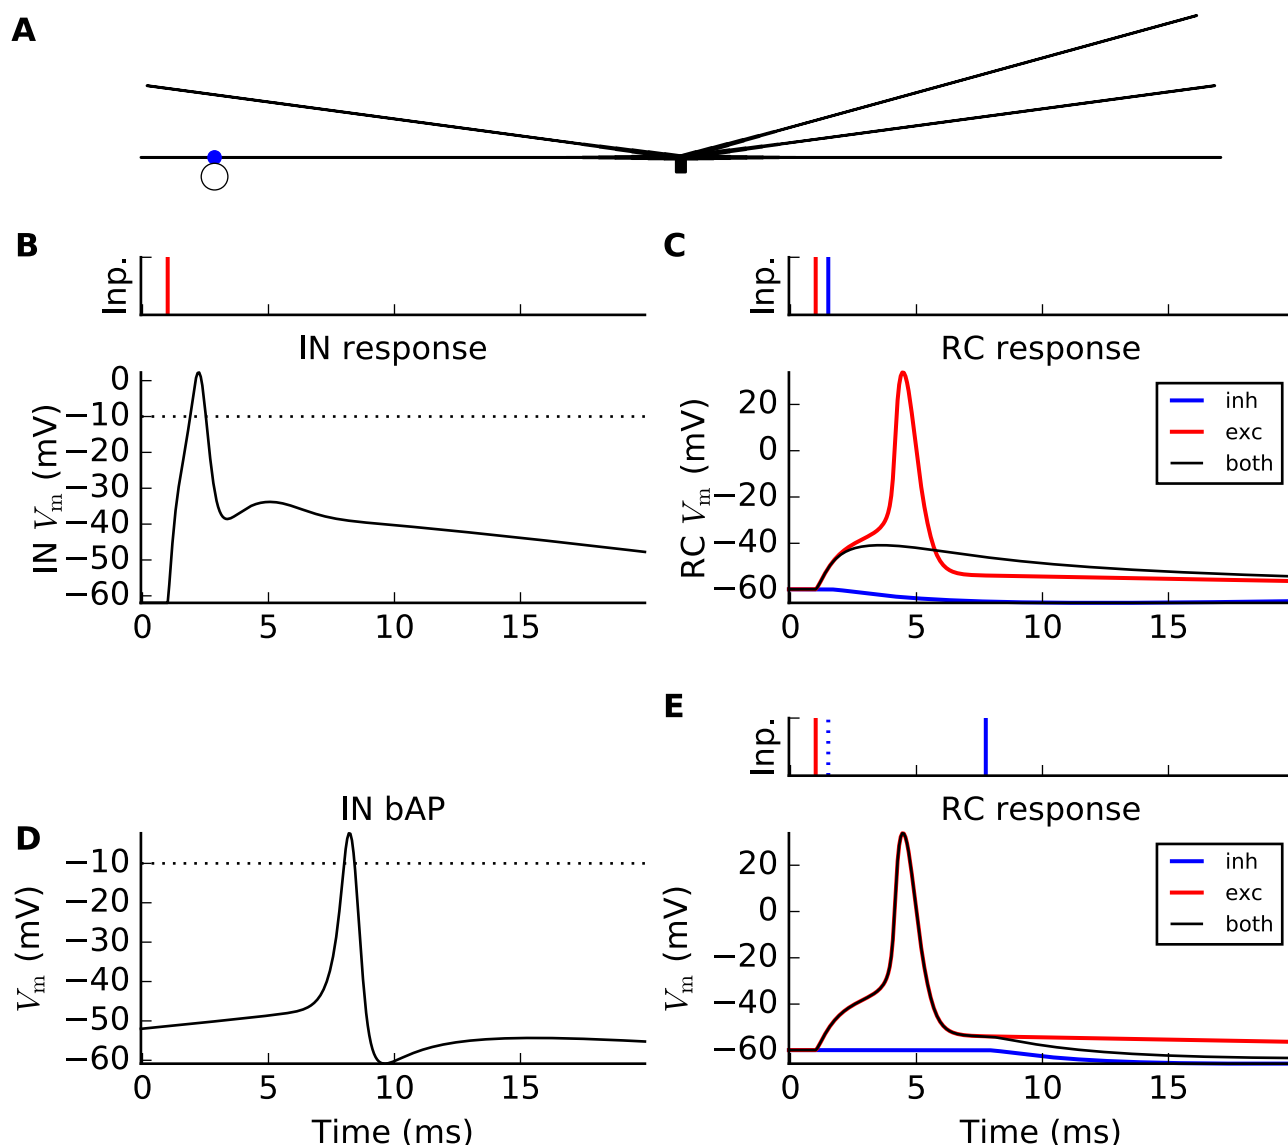 A
B
Inp.
IN response
0
−10
−20
−30
−40
−50
−60
IN Vm (mV)
0 5 10 15
C
Inp.
RC response
20
0
−20
−40
−60
RC Vm (mV)
inh
exc
both
0 5 10 15
D
IN bAP
−10
−20
−30
−40
−50
−60
Vm (mV)
0 5 10 15
Time (ms)
E
Inp.
RC response
20
0
−20
−40
−60
Vm (mV)
inh
exc
both
0 5 10 15
Time (ms)